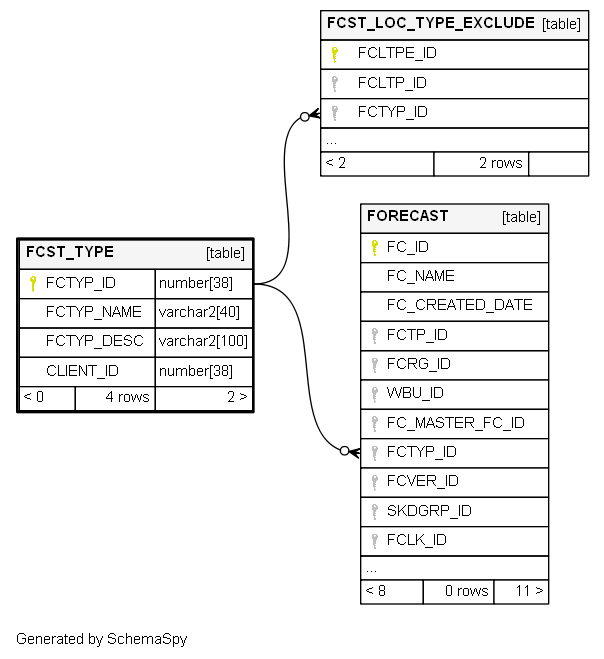 FCST_LOC_TYPE_EXCLUDE [table]
FCLTPE_ID
FCLTP_ID
FCTYP_ID
...
< 2 2 rows
FORECAST [table]
FC_ID
FC_NAME
FC_CREATED_DATE
FCTP_ID
FCRG_ID
WBU_ID
FC_MASTER_FC_ID
FCTYP_ID
FCVER_ID
SKDGRP_ID
FCLK_ID
...
< 8 0 rows 11 >
FCST_TYPE [table]
FCTYP_ID number[38]
FCTYP_NAME varchar2[40]
FCTYP_DESC varchar2[100]
CLIENT_ID number[38]
< 0 4 rows 2 >
Generated by SchemaSpy